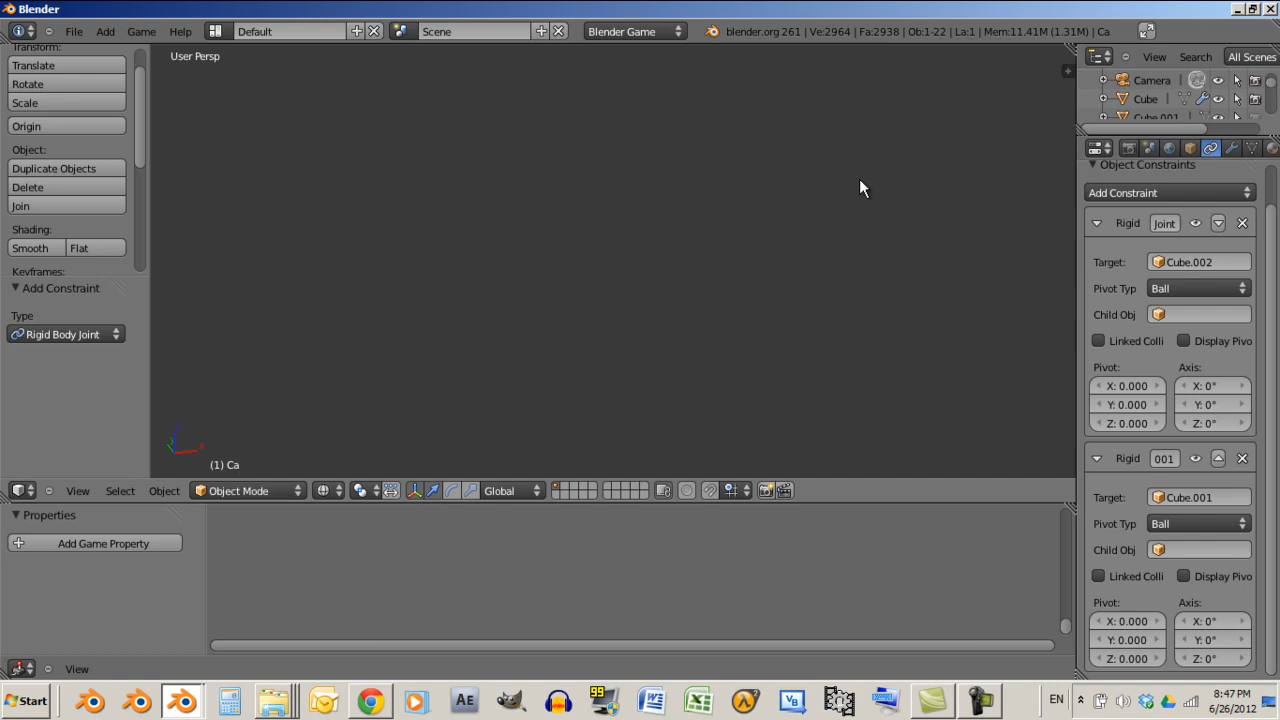 Blender
File Add Game Help Default Scene Blender Game blender.org 261 | Ve:2964 | Fa:2938 | Ob:1-22 | La:1 | Mem:11.41M (1.31M) | Ca
User Persp
View Search All Scenes
Camera
Cube
Cube.001
Transform:
Translate
Rotate
Scale
Origin
Object:
Duplicate Objects
Delete
Join
Shading:
Smooth Flat
Keyframes:
Add Constraint
Type
Rigid Body Joint
(1) Ca
View Select Object Object Mode Global
Properties
Add Game Property
View
Object Constraints
Add Constraint
Rigid Joint
Target: Cube.002
Pivot Typ Ball
Child Obj
Linked Colli Display Pivo
Pivot: Axis:
X: 0.000 X: 0°
Y: 0.000 Y: 0°
Z: 0.000 Z: 0°
Rigid 001
Target: Cube.001
Pivot Typ Ball
Child Obj
Linked Colli Display Pivo
Pivot: Axis:
X: 0.000 X: 0°
Y: 0.000 Y: 0°
Z: 0.000 Z: 0°
Start AE 99 EN 8:47 PM
6/26/2012